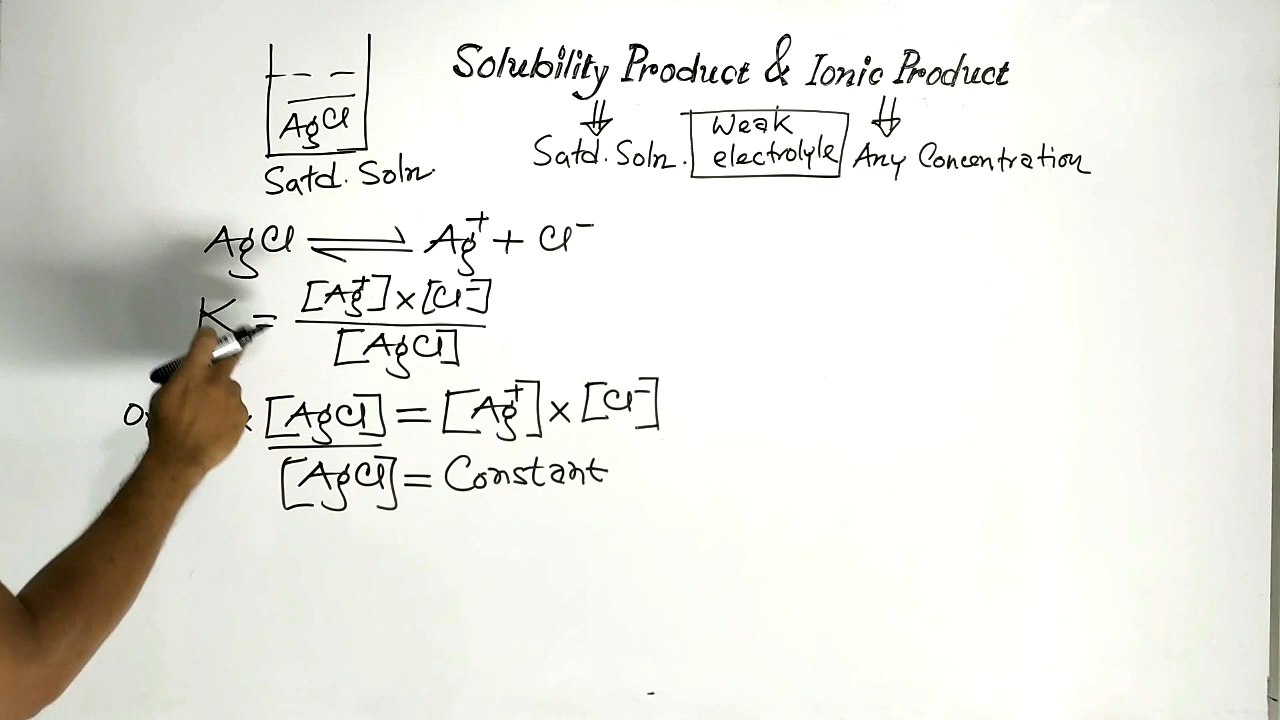 Solubility Product & Ionic Product
⇓ ⇓
Satd. Soln. Weak electrolyle Any Concentration
AgCl
Satd. Soln.
AgCl ⇌ Ag⁺ + Cl⁻
K = [Ag⁺] × [Cl⁻] / [AgCl]
× [AgCl] = [Ag⁺] × [Cl⁻]
[AgCl] = Constant